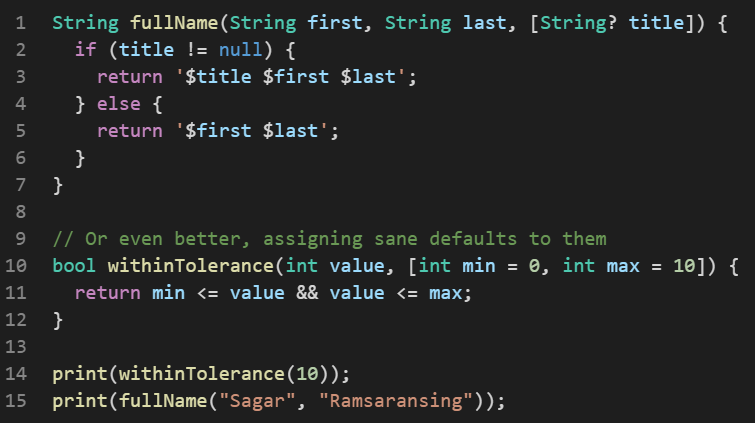 1 String fullName(String first, String last, [String? title]) {
2   if (title != null) {
3     return '$title $first $last';
4   } else {
5     return '$first $last';
6   }
7 }
8
9 // Or even better, assigning sane defaults to them
10 bool withinTolerance(int value, [int min = 0, int max = 10]) {
11   return min <= value && value <= max;
12 }
13
14 print(withinTolerance(10));
15 print(fullName("Sagar", "Ramsaransing"));